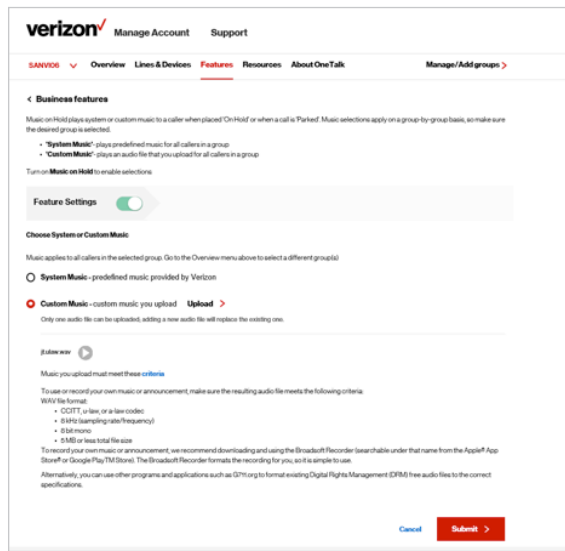 verizon✓ Manage Account Support
SANVI06 Overview Lines & Devices Features Resources About OneTalk Manage/Add groups >
< Business features
Music on Hold plays system or custom music to a caller when placed 'On Hold' or when a call is 'Parked'. Music selections apply on a group-by-group basis, so make sure
the desired group is selected.
• "System Music" - plays predefined music for all callers in a group
• "Custom Music" - plays an audio file that you upload for all callers in a group
Turn on Music on Hold to enable selections
Feature Settings
Choose System or Custom Music
Music applies to all callers in the selected group. Go to the Overview menu above to select a different group(s)
System Music - predefined music provided by Verizon
Custom Music - custom music you upload Upload >
Only one audio file can be uploaded, adding a new audio file will replace the existing one.
jtulaw.wav
Music you upload must meet these criteria
To use or record your own music or announcement, make sure the resulting audio file meets the following criteria:
WAV file format:
• CCITT, u-law, or a-law codec
• 8 kHz (sampling rate/frequency)
• 8 bit mono
• 5 MB or less total file size
To record your own music or announcement, we recommend downloading and using the Broadsoft Recorder (searchable under that name from the Apple® App
Store® or Google PlayTM Store). The Broadsoft Recorder formats the recording for you, so it is simple to use.
Alternatively, you can use other programs and applications such as G711.org to format existing Digital Rights Management (DRM) free audio files to the correct
specifications.
Cancel Submit >